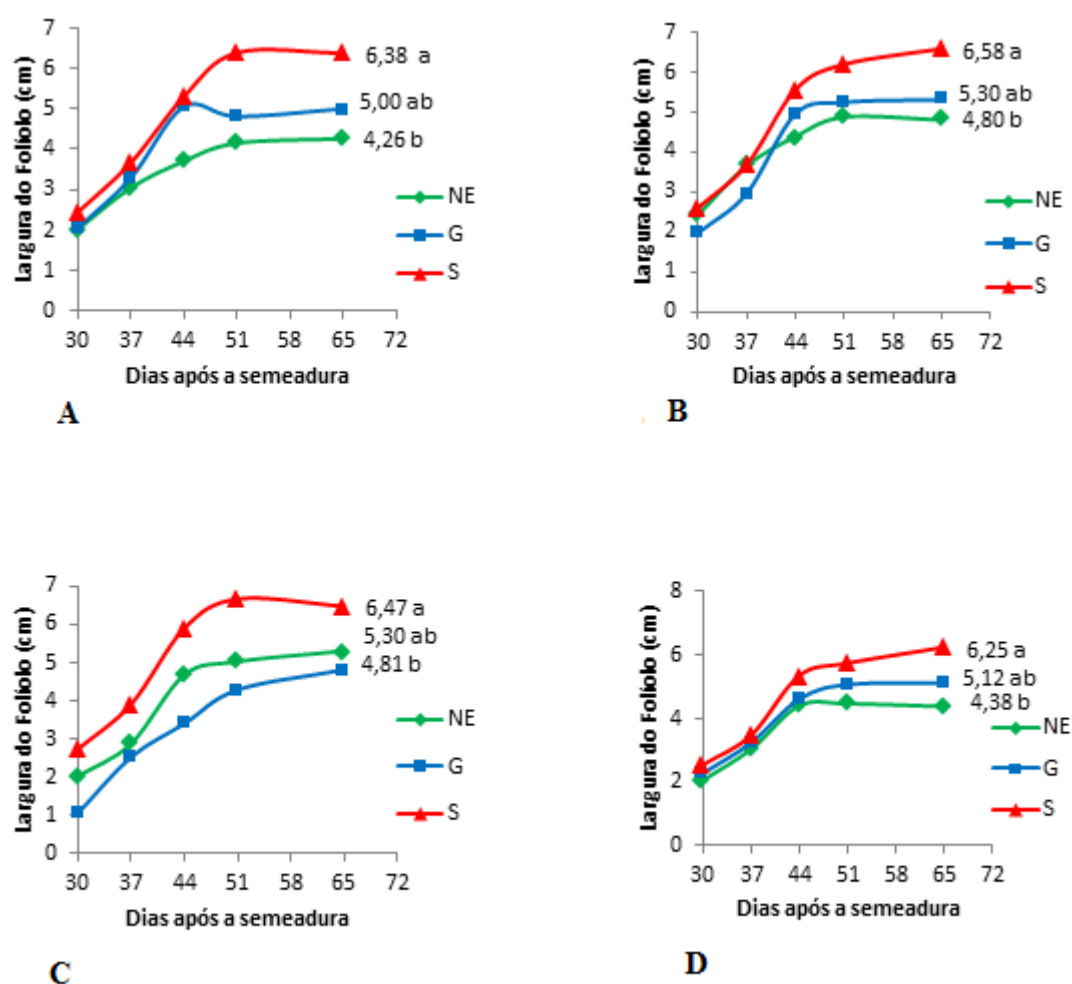 Largura do Folíolo (cm)
7
6
5
4
3
2
1
0
6,38 a
5,00 ab
4,26 b
NE
G
S
30 37 44 51 58 65 72
Dias após a semeadura
A
Largura do Folíolo (cm)
7
6
5
4
3
2
1
0
6,58 a
5,30 ab
4,80 b
NE
G
S
30 37 44 51 58 65 72
Dias após a semeadura
B
Largura do Folíolo (cm)
7
6
5
4
3
2
1
0
6,47 a
5,30 ab
4,81 b
NE
G
S
30 37 44 51 58 65 72
Dias após a semeadura
C
Largura do Folíolo (cm)
8
6
4
2
0
6,25 a
5,12 ab
4,38 b
NE
G
S
30 37 44 51 58 65 72
Dias após a semeadura
D